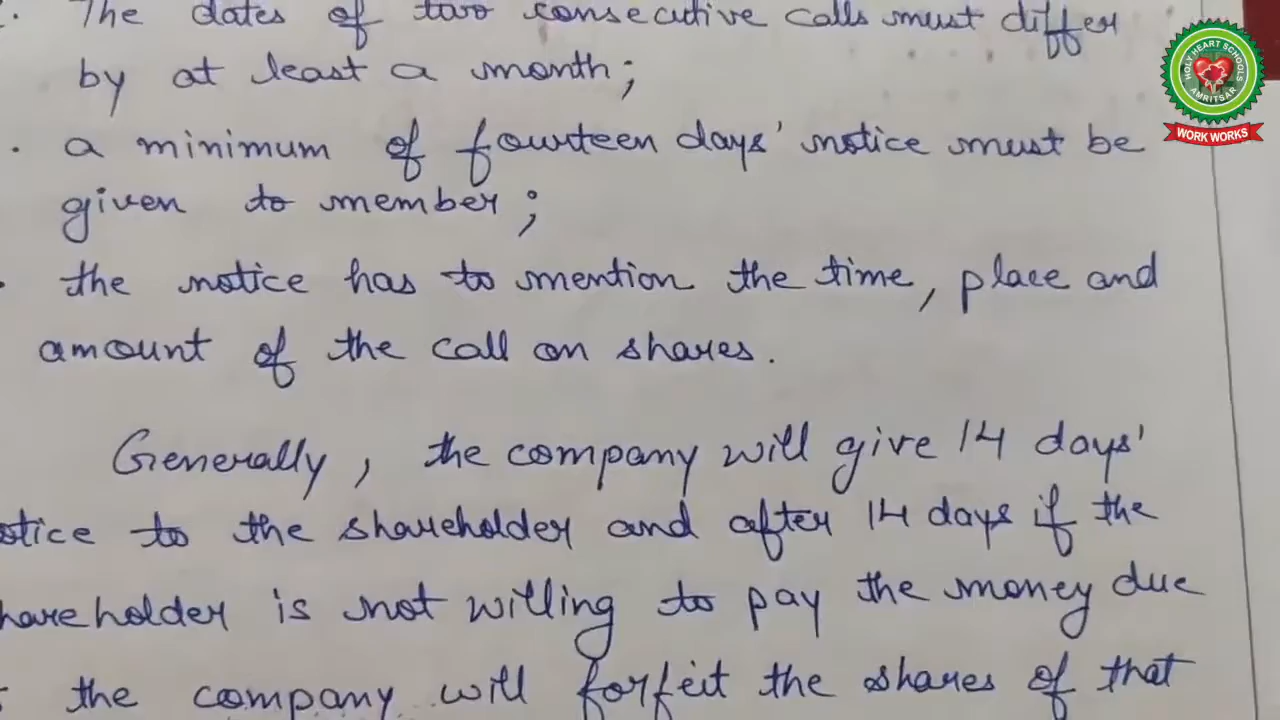 The dates of two consecutive calls must differ
by at least a month;
. a minimum of fourteen days' notice must be
given to member;
. the notice has to mention the time, place and
amount of the call on shares.
Generally, the company will give 14 days'
otice to the shareholder and after 14 days if the
hareholder is not willing to pay the money due
the company will forfeit the shares of that
HOLY HEART SCHOOLS
AMRITSAR
WORK WORKS